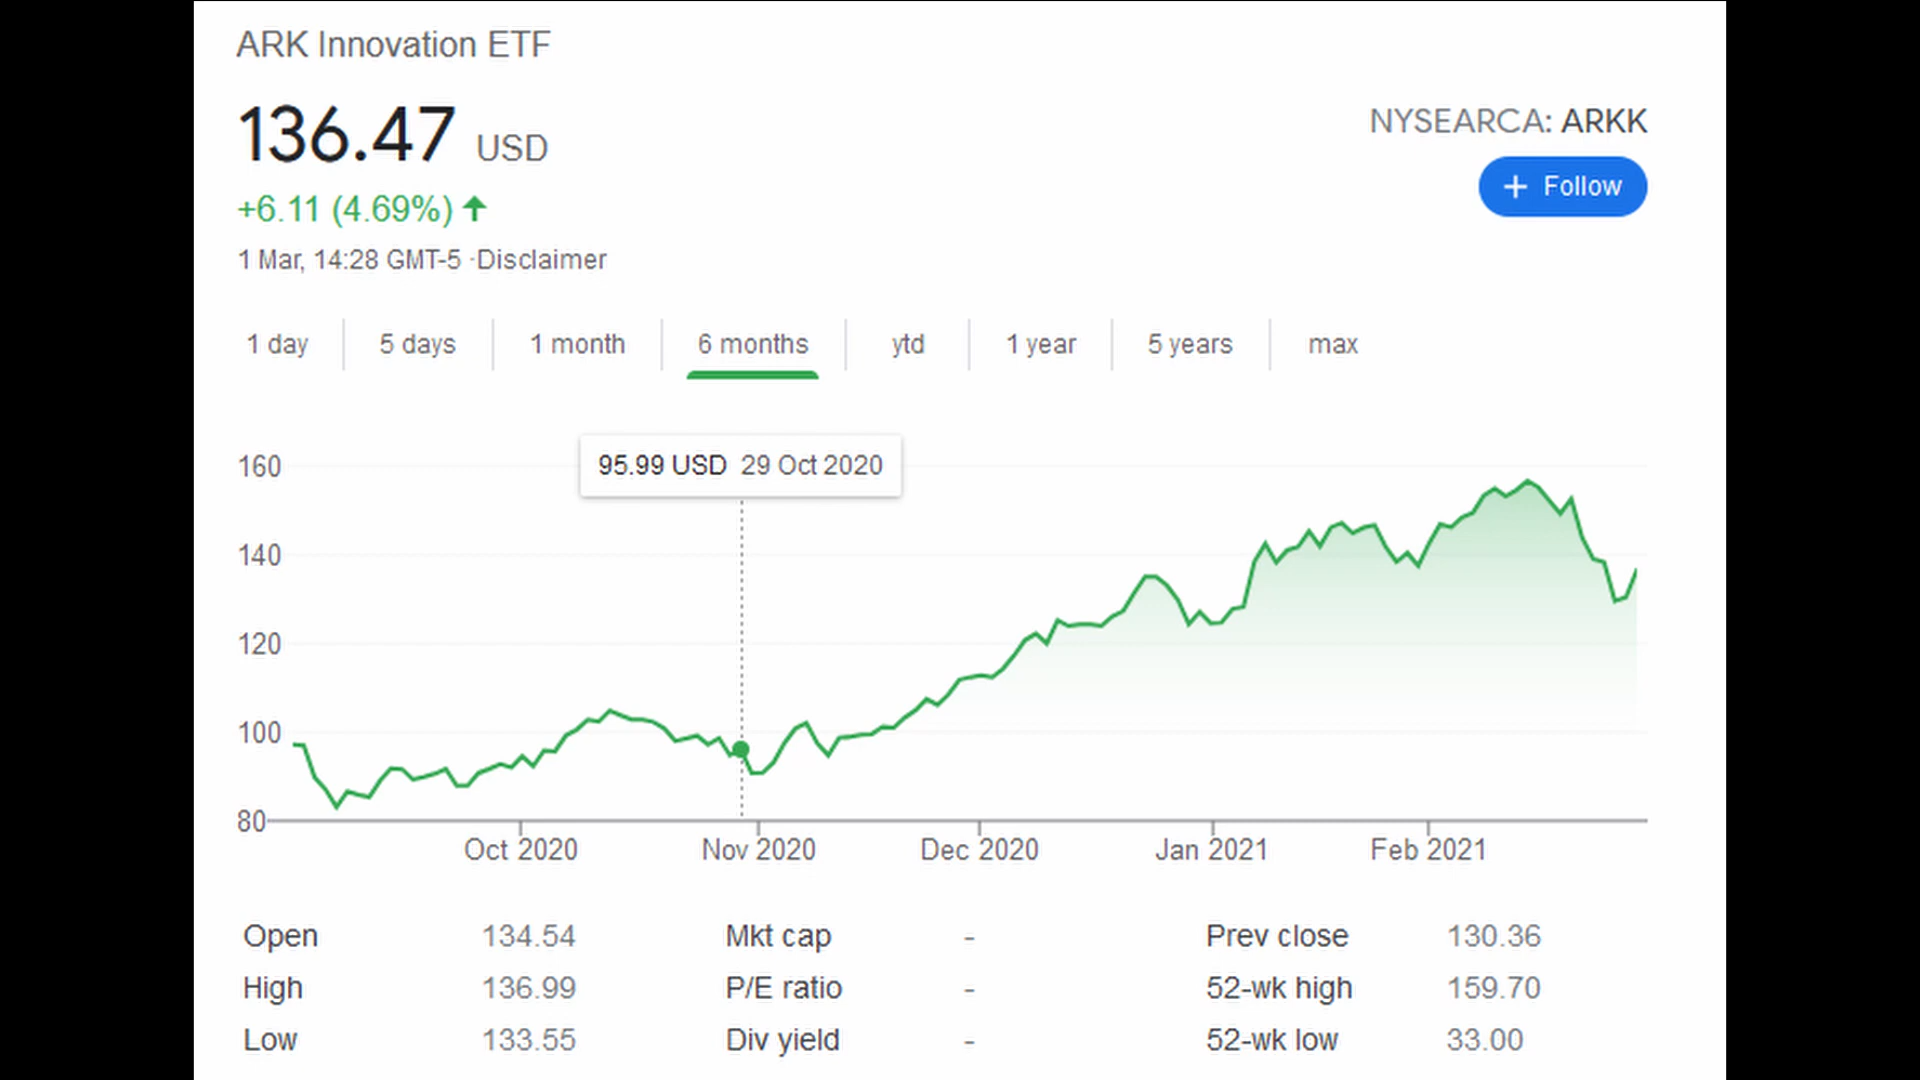 ARK Innovation ETF
136.47 USD
NYSEARCA: ARKK
+ Follow
+6.11 (4.69%)
1 Mar, 14:28 GMT-5 ·Disclaimer
1 day 5 days 1 month 6 months ytd 1 year 5 years max
95.99 USD 29 Oct 2020
160
140
120
100
80
Oct 2020 Nov 2020 Dec 2020 Jan 2021 Feb 2021
Open 134.54 Mkt cap - Prev close 130.36
High 136.99 P/E ratio - 52-wk high 159.70
Low 133.55 Div yield - 52-wk low 33.00